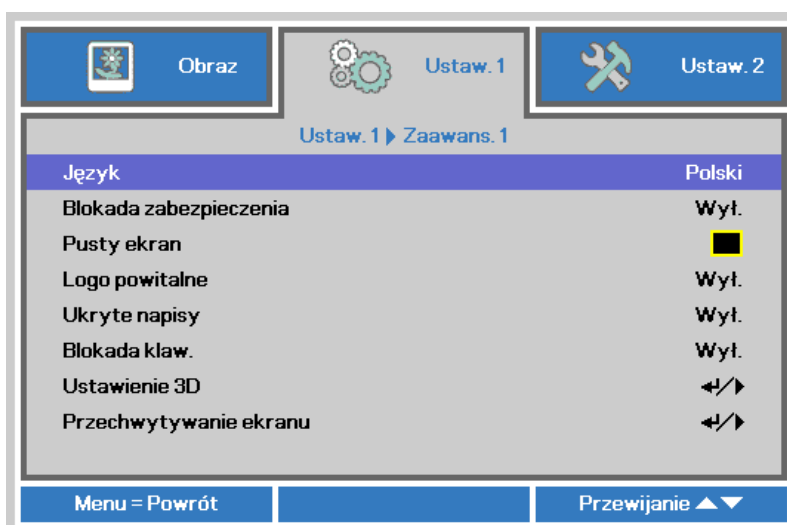 Obraz
Ustaw. 1
Ustaw. 2
Ustaw. 1 Zaawans. 1
Język Polski
Blokada zabezpieczenia Wył.
Pusty ekran
Logo powitalne Wył.
Ukryte napisy Wył.
Blokada klaw. Wył.
Ustawienie 3D ↵/▶
Przechwytywanie ekranu ↵/▶
Menu = Powrót
Przewijanie ▲▼